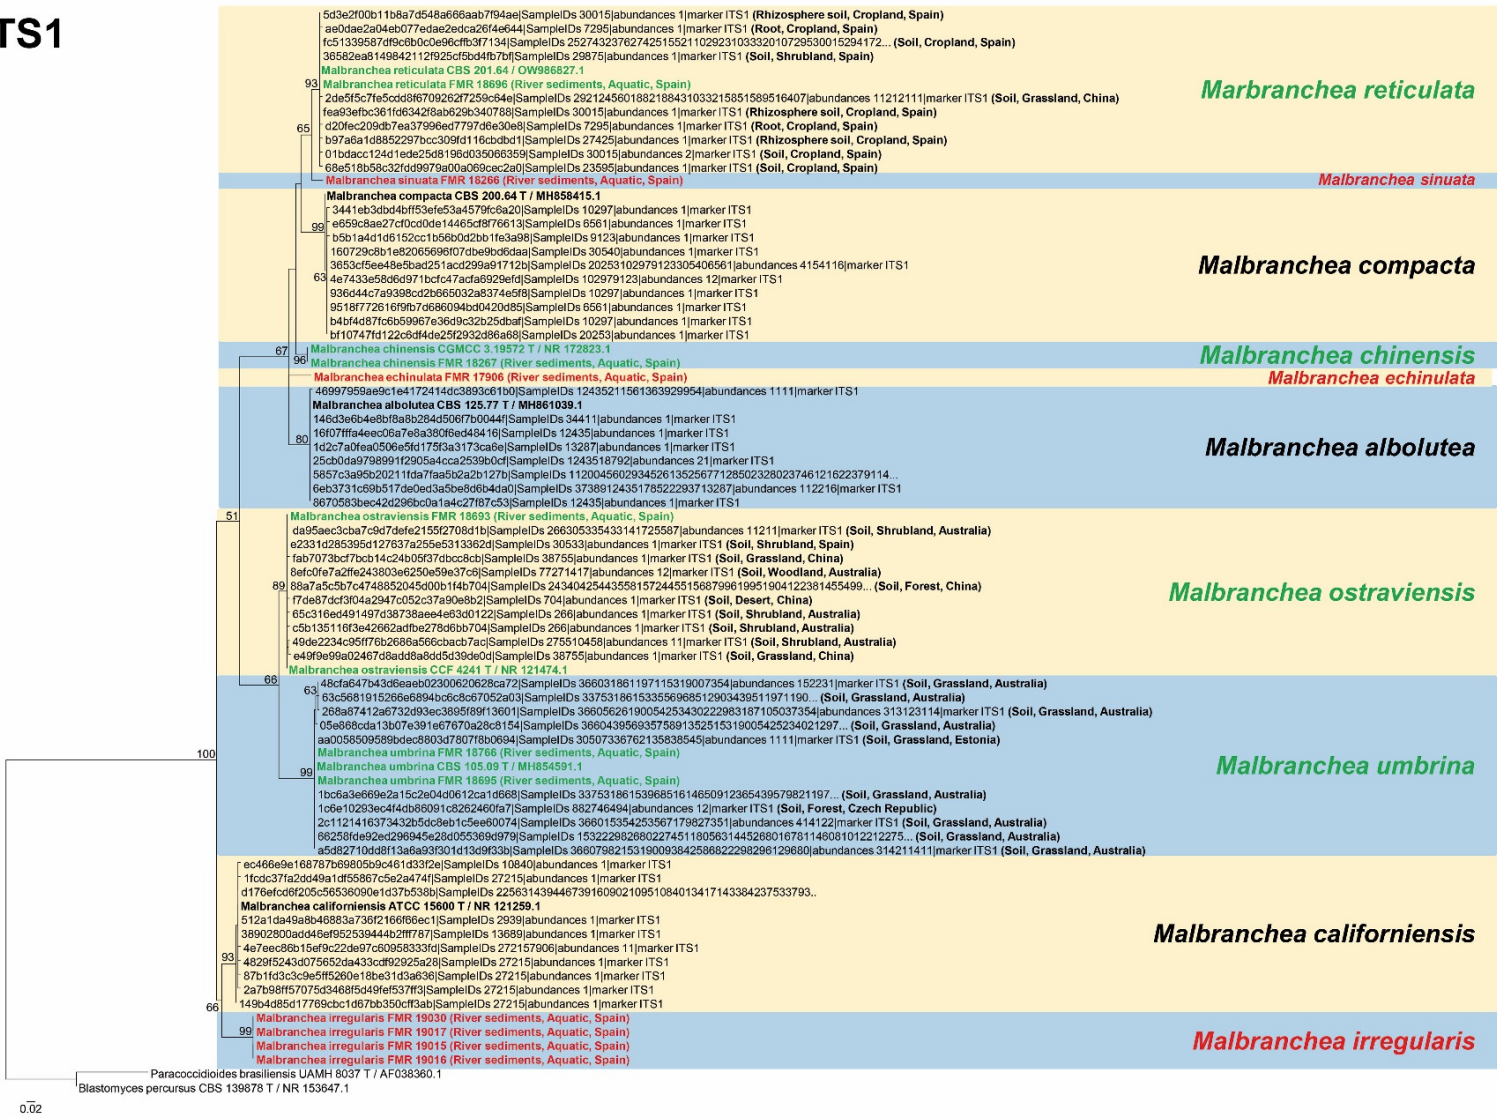 TS1
5d3e2f00b11b8a7d548a666aab7f94ae|SampleIDs 30015|abundances 1|marker ITS1 (Rhizosphere soil, Cropland, Spain)
ae0dae2a04eb077edae2edca26f4e644|SampleIDs 7295|abundances 1|marker ITS1 (Root, Cropland, Spain)
fc51339587df9c6b0c0e96cffb3f7134|SampleIDs 25274323762742515521102923103332010729530015294172... (Soil, Cropland, Spain)
36582ea8149842112f925cf5bd4fb7bf|SampleIDs 29875|abundances 1|marker ITS1 (Soil, Shrubland, Spain)
Malbranchea reticulata CBS 201.64 / OW986827.1
93
Malbranchea reticulata FMR 18696 (River sediments, Aquatic, Spain)
Marbranchea reticulata
2de5f5c7fe5cdd8f6709262f7259c64e|SampleIDs 29212456018821884310332158515895 16407|abundances 11212111|marker ITS1 (Soil, Grassland, China)
fea93efbc361fd6342f8ab629b340788|SampleIDs 30015|abundances 1|marker ITS1 (Rhizosphere soil, Cropland, Spain)
65
d20fec209db7ea37996ed7797d6e30e8|SampleIDs 7295|abundances 1|marker ITS1 (Root, Cropland, Spain)
b97a6a1d8852297bcc309fd116cbdbd1|SampleIDs 27425|abundances 1|marker ITS1 (Rhizosphere soil, Cropland, Spain)
01bdacc124d1ede25d8196d035066359|SampleIDs 30015|abundances 2|marker ITS1 (Soil, Cropland, Spain)
68e518b58c32fdd9979a00a069cec2a0|SampleIDs 23595|abundances 1|marker ITS1 (Soil, Cropland, Spain)
Malbranchea sinuata FMR 18266 (River sediments, Aquatic, Spain)
Malbranchea sinuata
Malbranchea compacta CBS 200.64 T / MH858415.1
3441eb3dbd4bff53efe53a4579fc6a20|SampleIDs 10297|abundances 1|marker ITS1
99
e659c8ae27cf0cd0de14465cf8f76613|SampleIDs 6561|abundances 1|marker ITS1
b5b1a4d1d6152cc1b56b0d2bb1fe3a98|SampleIDs 9123|abundances 1|marker ITS1
160729c8b1e82065696f07dbe9bd6daa|SampleIDs 30540|abundances 1|marker ITS1
3653cf5ee48e5bad251acd299a91712b|SampleIDs 20253102979123305406561|abundances 4154116|marker ITS1
Malbranchea compacta
63
4e7433e58d6d971bcfc47acfa6929efd|SampleIDs 102979123|abundances 12|marker ITS1
936d44c7a9398cd2b665032a8374e5f8|SampleIDs 10297|abundances 1|marker ITS1
9518f772616f9fb7d686094bd0420d85|SampleIDs 6561|abundances 1|marker ITS1
b4bf4d87fc6b59967e36d9c32b25dbaf|SampleIDs 10297|abundances 1|marker ITS1
bf10747fd122c6df4de25f2932d86a68|SampleIDs 20253|abundances 1|marker ITS1
67
Malbranchea chinensis CGMCC 3.19572 T / NR 172823.1
Malbranchea chinensis
96
Malbranchea chinensis FMR 18267 (River sediments, Aquatic, Spain)
Malbranchea echinulata FMR 17906 (River sediments, Aquatic, Spain)
Malbranchea echinulata
46997959ae9c1e4172414dc3893c61b0|SampleIDs 1243521156136392 9954|abundances 1111|marker ITS1
Malbranchea albolutea CBS 125.77 T / MH861039.1
146d3e6b4e8bf8a8b284d506f7b0044f|SampleIDs 34411|abundances 1|marker ITS1
16f07fffa4eec06a7e8a380f6ed48416|SampleIDs 12435|abundances 1|marker ITS1
80
1d2c7a0fea0506e5fd175f3a3173ca6e|SampleIDs 13287|abundances 1|marker ITS1
Malbranchea albolutea
25cb0da9798991f2905a4cca2539b0cf|SampleIDs 1243518792|abundances 21|marker ITS1
5857c3a95b20211fda7faa5b2a2b127b|SampleIDs 11200456029345261352567712850232802374612162237 9114...
6eb3731c69b517de0ed3a5be8d6b4da0|SampleIDs 373891243517852229371 3287|abundances 112216|marker ITS1
8670583bec42d296bc0a1a4c27f87c53|SampleIDs 12435|abundances 1|marker ITS1
51
Malbranchea ostraviensis FMR 18693 (River sediments, Aquatic, Spain)
da95aec3cba7c9d7defe2155f2708d1b|SampleIDs 266305335433141725587|abundances 11211|marker ITS1 (Soil, Shrubland, Australia)
e2331d285395d127637a255e5313362d|SampleIDs 30533|abundances 1|marker ITS1 (Soil, Shrubland, Spain)
fab7073bcf7bcb14c24b05f37dbcc8cb|SampleIDs 38755|abundances 1|marker ITS1 (Soil, Grassland, China)
8efc0fe7a2ffe243803e6250e59e37c6|SampleIDs 77271417|abundances 12|marker ITS1 (Soil, Woodland, Australia)
89
88a7a5c5b7c4748852045d00b1f4b704|SampleIDs 243404254435581572445515687996199519041223814 55499... (Soil, Forest, China)
Malbranchea ostraviensis
f7de87dcf3f04a2947c052c37a90e8b2|SampleIDs 704|abundances 1|marker ITS1 (Soil, Desert, China)
65c316ed491497d38738aee4e63d0122|SampleIDs 266|abundances 1|marker ITS1 (Soil, Shrubland, Australia)
c5b135116f3e42662adfbe278d6bb704|SampleIDs 266|abundances 1|marker ITS1 (Soil, Shrubland, Australia)
49de2234c95ff76b2686a566cbacb7ac|SampleIDs 275510458|abundances 11|marker ITS1 (Soil, Shrubland, Australia)
e49f9e99a02467d8add8a8dd5d39de0d|SampleIDs 38755|abundances 1|marker ITS1 (Soil, Grassland, China)
Malbranchea ostraviensis CCF 4241 T / NR 121474.1
66
48cfa647b43d6eaeb02300620628ca72|SampleIDs 36603186119711531900 7354|abundances 152231|marker ITS1 (Soil, Grassland, Australia)
63
63c5681915266e6894bc6c8c67052a03|SampleIDs 33753186153355696851290343951197 1190... (Soil, Grassland, Australia)
268a87412a6732d93ec3895f89f13601|SampleIDs 36605626190054253430222983171050 37354|abundances 313123114|marker ITS1 (Soil, Grassland, Australia)
05e868cda13b07e391e67670a28c8154|SampleIDs 36604395693575891352515319005425234021297... (Soil, Grassland, Australia)
aa0058509589bdec8803d7807f8b0694|SampleIDs 30507336762135838545|abundances 1111|marker ITS1 (Soil, Grassland, Estonia)
Malbranchea umbrina FMR 18766 (River sediments, Aquatic, Spain)
100
Malbranchea umbrina CBS 105.09 T / MH854591.1
Malbranchea umbrina
99
Malbranchea umbrina FMR 18695 (River sediments, Aquatic, Spain)
1bc6a3e669e2a15c2e04d0612ca1d668|SampleIDs 33753186153968516146509123654395798 21197... (Soil, Grassland, Australia)
1c6e10293ec4f4db86091c8262460fa7|SampleIDs 882746494|abundances 12|marker ITS1 (Soil, Forest, Czech Republic)
2c1121416373432b5dc8eb1c5ee60074|SampleIDs 366015354253567179827351|abundances 414122|marker ITS1 (Soil, Grassland, Australia)
66258fde92ed296945e28d055369d979|SampleIDs 1532229826802274511805631445268016781146081012212275... (Soil, Grassland, Australia)
a5d82710dd8f13a6a93f301d13d9f33b|SampleIDs 36607982153190093842586822298296129680|abundances 314211411|marker ITS1 (Soil, Grassland, Australia)
ec466e9e168787b69805b9c461d33f2e|SampleIDs 10840|abundances 1|marker ITS1
1fcdc37fa2dd49a1df55867c5e2a474f|SampleIDs 27215|abundances 1|marker ITS1
d176efcd6f205c56536090e1d37b538b|SampleIDs 2256314394467391609021095108401341714338423 7533793..
Malbranchea californiensis ATCC 15600 T / NR 121259.1
512a1da49a8b46883a736f2166f66ec1|SampleIDs 2939|abundances 1|marker ITS1
38902800add46ef952539444b2fff787|SampleIDs 13689|abundances 1|marker ITS1
Malbranchea californiensis
4e7eec86b15ef9c22de97c60958333fd|SampleIDs 272157906|abundances 11|marker ITS1
93
4829f5243d075652da433cdf92925a28|SampleIDs 27215|abundances 1|marker ITS1
87b1fd3c3c9e5ff5260e18be31d3a636|SampleIDs 27215|abundances 1|marker ITS1
2a7b98ff57075d3468f5d49fef537ff3|SampleIDs 27215|abundances 1|marker ITS1
149b4d85d17769cbc1d67bb350cff3ab|SampleIDs 27215|abundances 1|marker ITS1
66
Malbranchea irregularis FMR 19030 (River sediments, Aquatic, Spain)
99
Malbranchea irregularis FMR 19017 (River sediments, Aquatic, Spain)
Malbranchea irregularis
Malbranchea irregularis FMR 19015 (River sediments, Aquatic, Spain)
Malbranchea irregularis FMR 19016 (River sediments, Aquatic, Spain)
Paracoccidioides brasiliensis UAMH 8037 T / AF038360.1
Blastomyces percursus CBS 139878 T / NR 153647.1
0.02